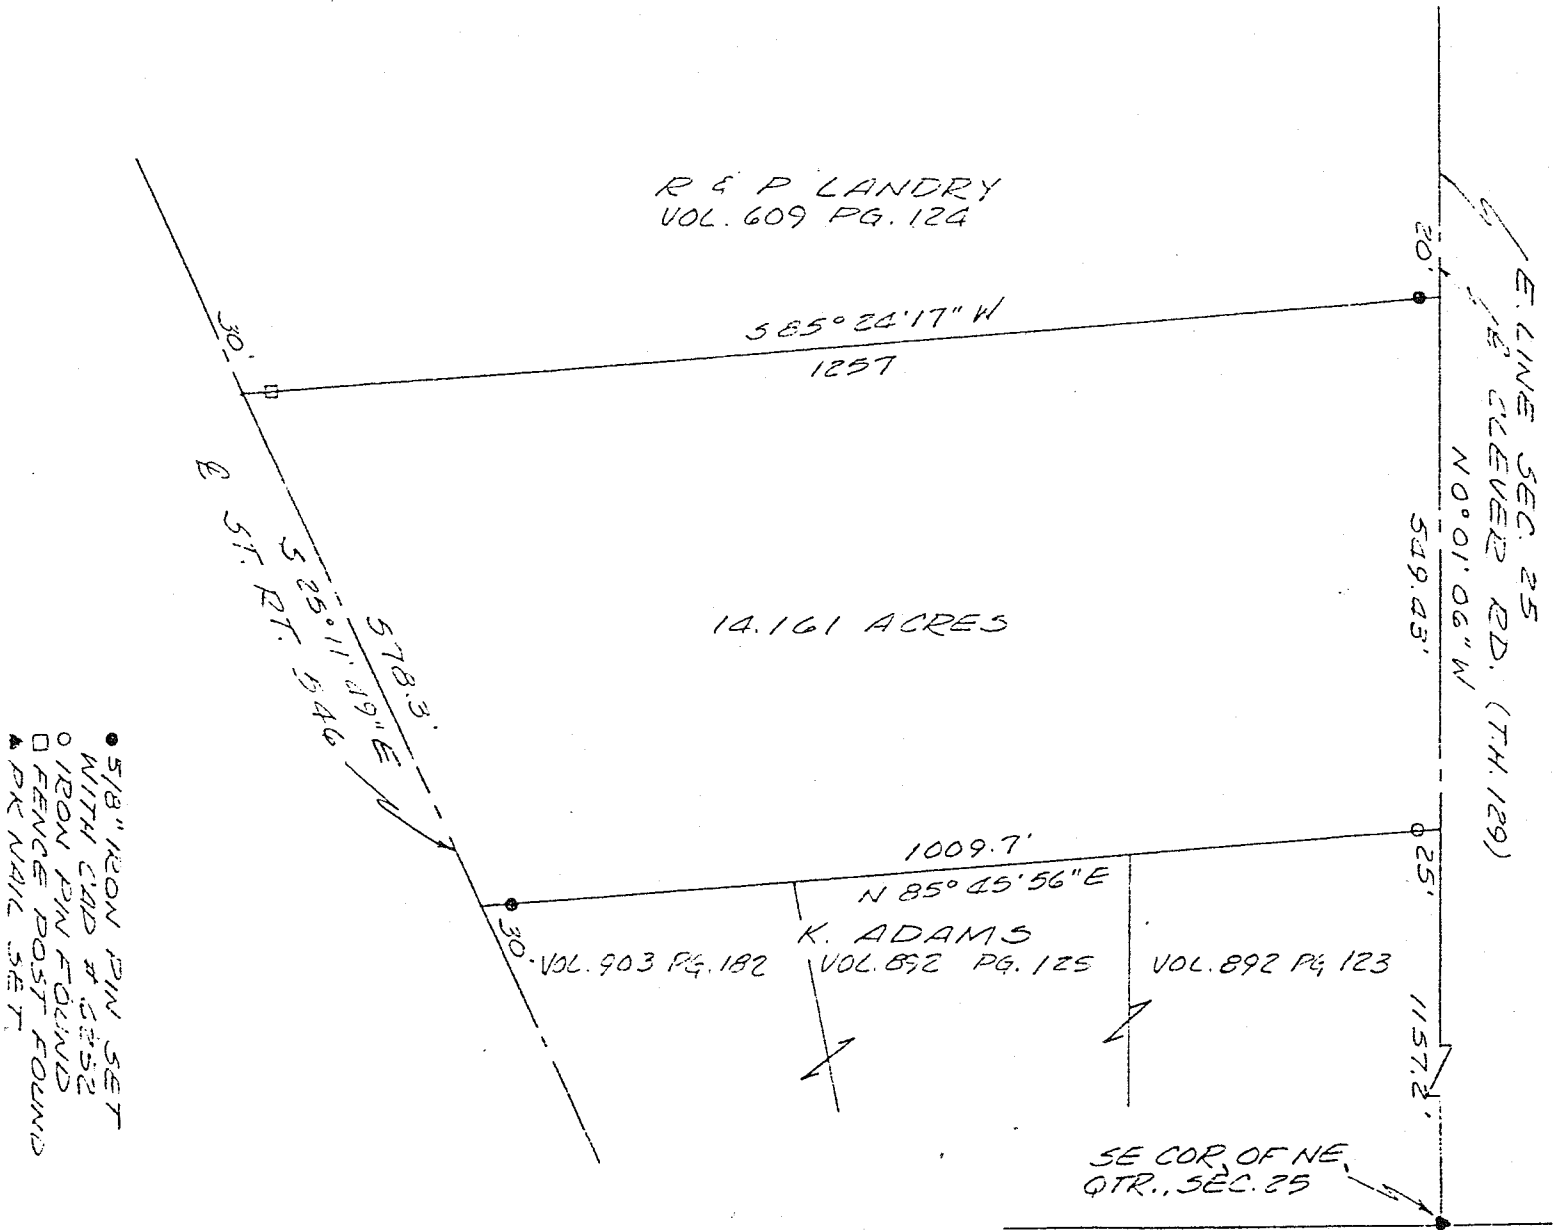 R & P LANDRY
VOL. 609 PG. 124
20'
E. LINE SEC. 25
℄ CLEVER RD. (T.H. 129)
N 0° 01' 06" W
549.43'
S 85° 24' 17" W
1257
30'
578.3'
S 25° 11' 49" E
℄ ST. RT. 546
14.161 ACRES
1009.7'
N 85° 45' 56" E
25'
30'
K. ADAMS
VOL. 903 PG. 182
VOL. 892 PG. 125
VOL. 892 PG. 123
1157.2'
SE COR. OF NE
QTR., SEC. 25
● 5/8" IRON PIN SET
WITH CAP # 6252
○ IRON PIN FOUND
□ FENCE POST FOUND
▲ PK NAIL SET